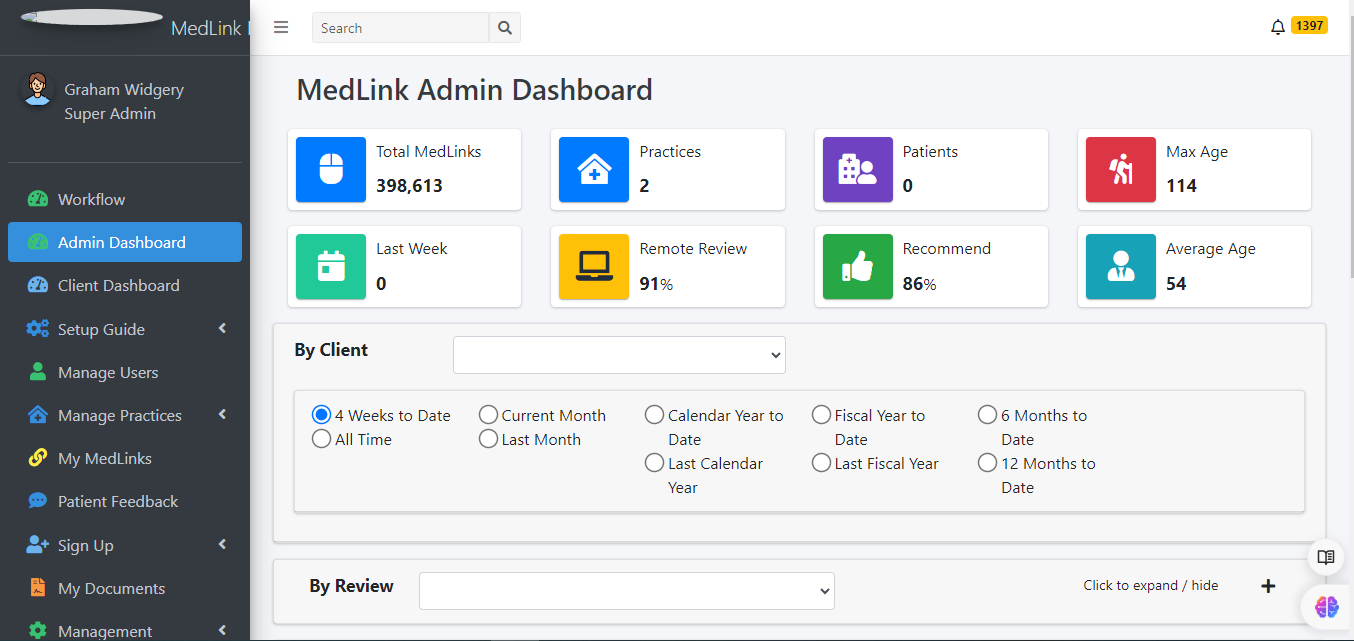 MedLink
Search
1397
Graham Widgery
Super Admin
Workflow
Admin Dashboard
Client Dashboard
Setup Guide
Manage Users
Manage Practices
My MedLinks
Patient Feedback
Sign Up
My Documents
Management
MedLink Admin Dashboard
Total MedLinks
398,613
Practices
2
Patients
0
Max Age
114
Last Week
0
Remote Review
91%
Recommend
86%
Average Age
54
By Client
4 Weeks to Date
All Time
Current Month
Last Month
Calendar Year to
Date
Last Calendar
Year
Fiscal Year to
Date
Last Fiscal Year
6 Months to
Date
12 Months to
Date
By Review
Click to expand / hide